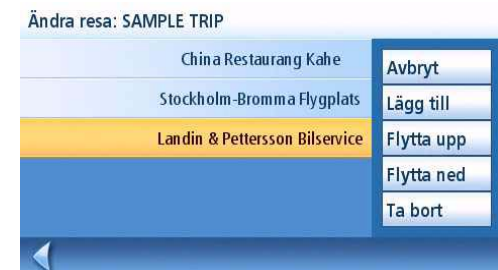 Ändra resa: SAMPLE TRIP
China Restaurang Kahe
Stockholm-Bromma Flygplats
Landin & Pettersson Bilservice
Avbryt
Lägg till
Flytta upp
Flytta ned
Ta bort